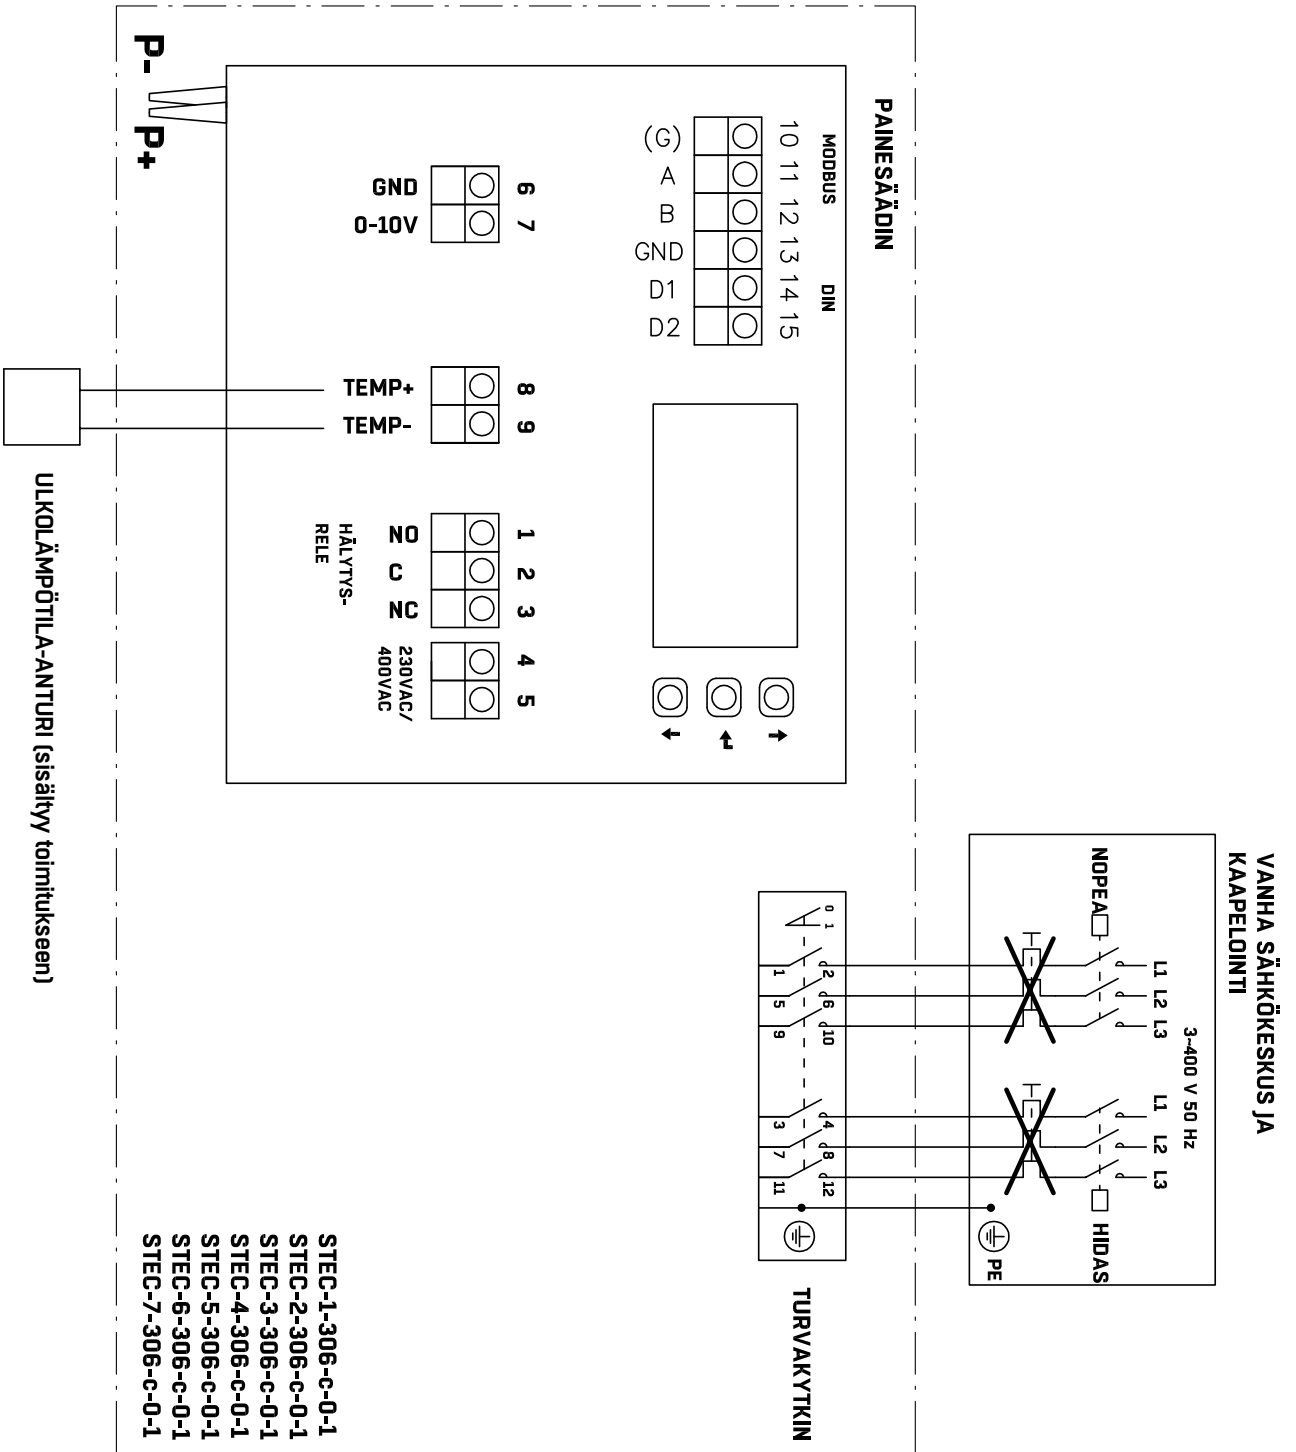 PAINESÄÄDIN
MODBUS
DIN
10 11 12 13 14 15
(G)
A
B
GND
D1
D2
6 7
GND
0-10V
8 9
TEMP+
TEMP-
1 2 3
NO
C
NC
HÄLYTYS-
RELE
4 5
230VAC/
400VAC
P-
P+
ULKOLÄMPÖTILA-ANTURI (sisältyy toimitukseen)
VANHA SÄHKÖKESKUS JA
KAAPELOINTI
3~400 V 50 Hz
L1 L2 L3
L1 L2 L3
NOPEA
HIDAS
PE
0 1
2 6 10 4 8 12
1 5 9 3 7 11
TURVAKYTKIN
STEC-1-306-c-0-1
STEC-2-306-c-0-1
STEC-3-306-c-0-1
STEC-4-306-c-0-1
STEC-5-306-c-0-1
STEC-6-306-c-0-1
STEC-7-306-c-0-1